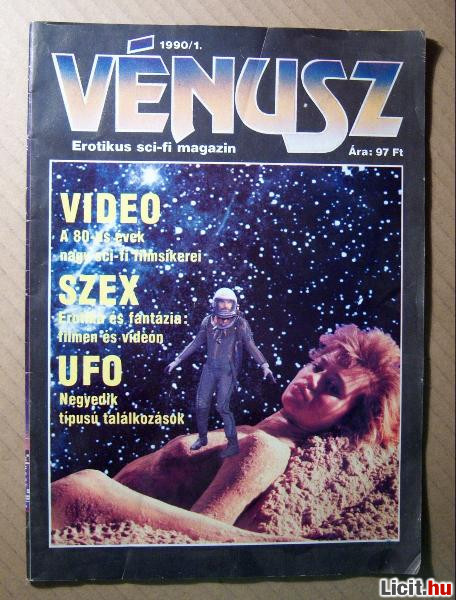 1990/1.
VÉNUSZ
Erotikus sci-fi magazin
Ára: 97 Ft
VIDEO
A 80-as évek
nagy sci-fi filmsikerei
SZEX
Erotika és fantázia:
filmen és videón
UFO
Negyedik
típusú találkozások
Licit.hu